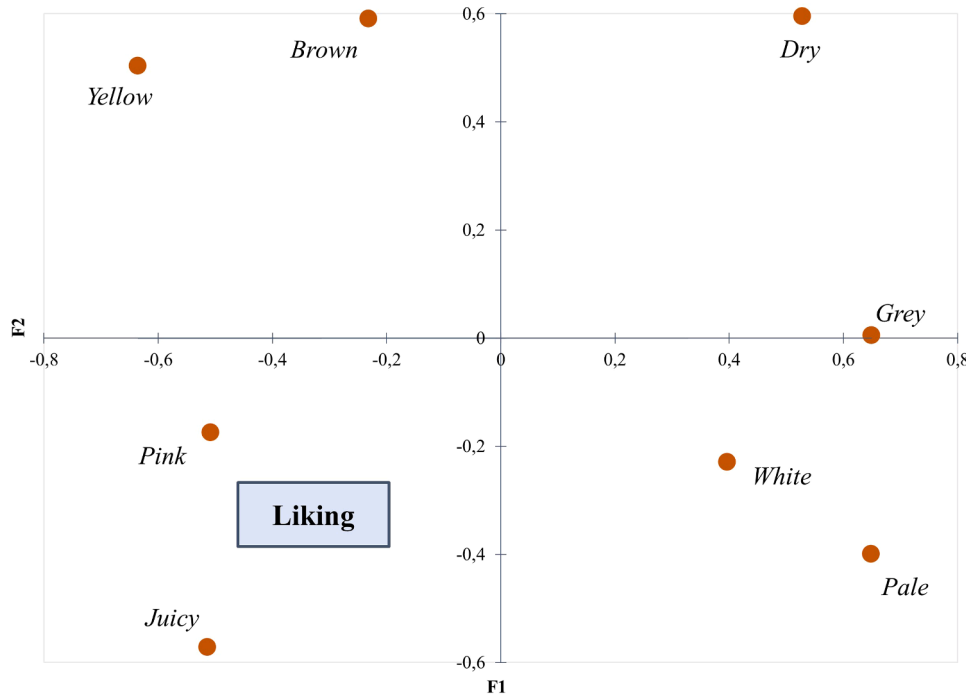 0,6
Brown
Dry
Yellow
0,4
0,2
Grey
F2
0
-0,8
-0,6
-0,4
-0,2
0
0,2
0,4
0,6
0,8
Pink
-0,2
White
Liking
-0,4
Pale
Juicy
-0,6
F1